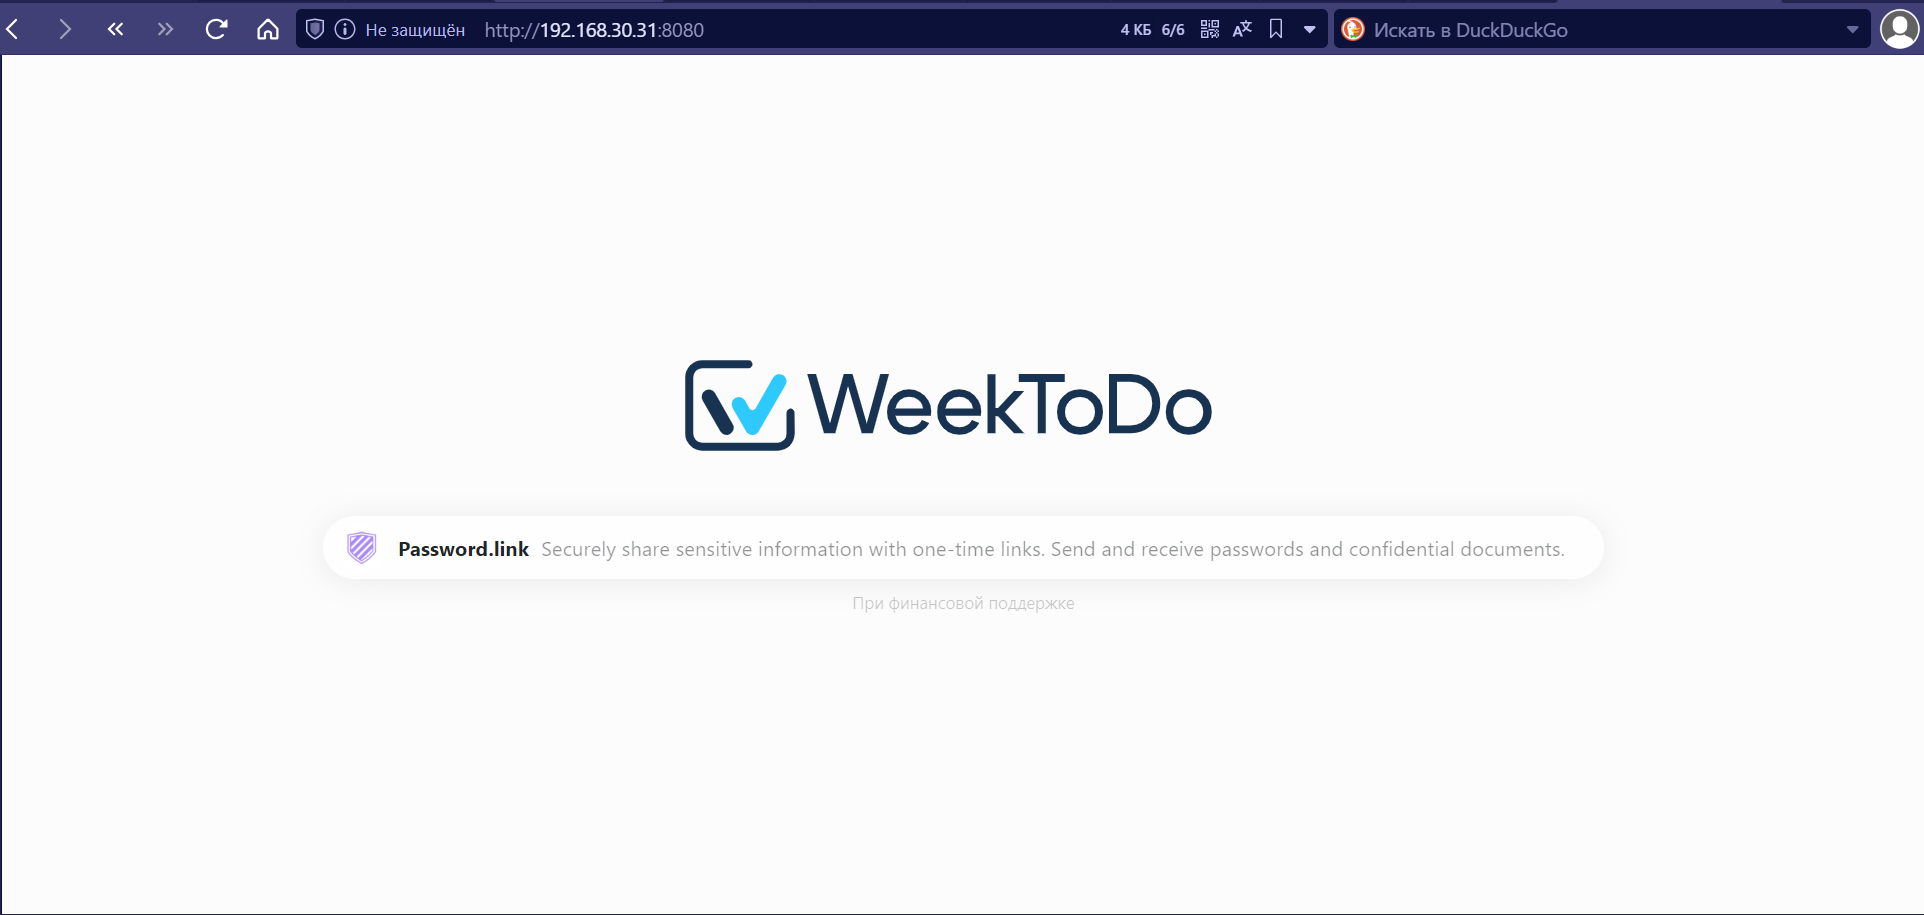 Не защищён http://192.168.30.31:8080 4 КБ 6/6 Искать в DuckDuckGo
WeekToDo
Password.link Securely share sensitive information with one-time links. Send and receive passwords and confidential documents.
При финансовой поддержке